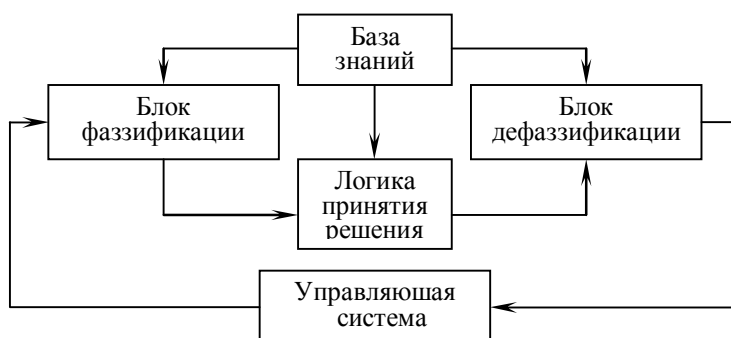 База
знаний
Блок
фаззификации
Блок
дефаззификации
Логика
принятия
решения
Управляюшая
система